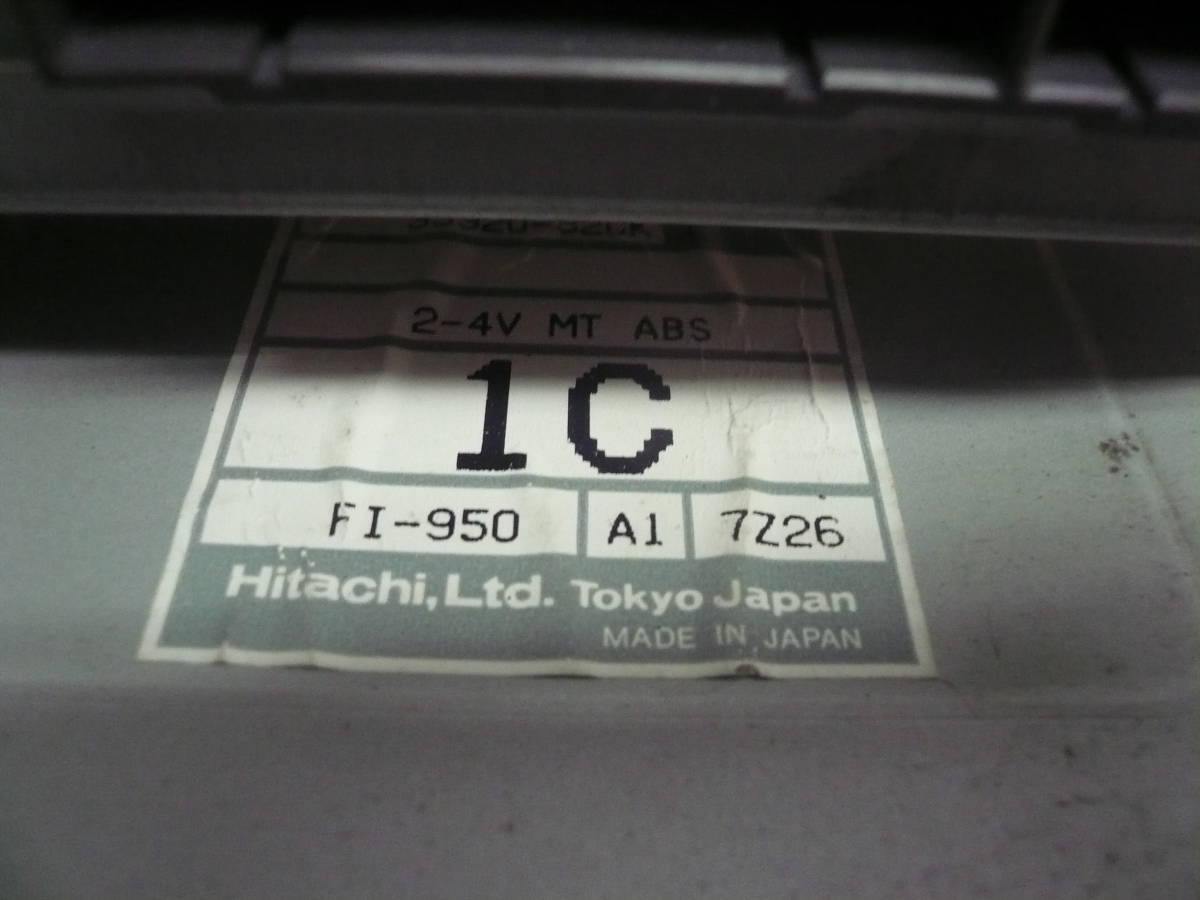 2-4V MT ABS
1C
FI-950 A1 7Z26
Hitachi, Ltd. Tokyo Japan
MADE IN JAPAN